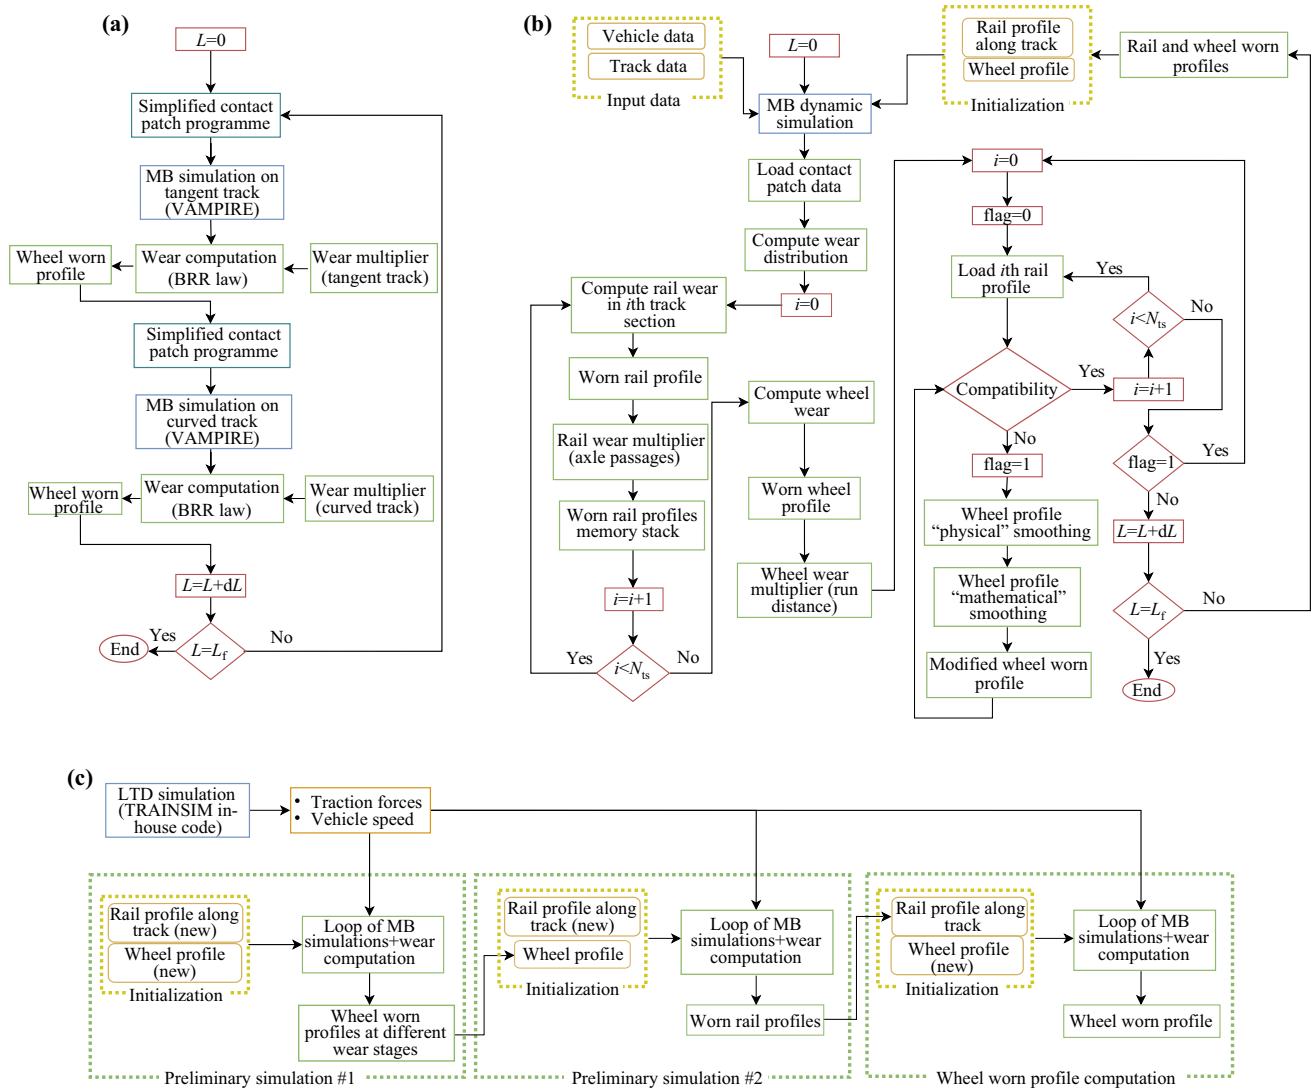 (a)
L=0
Simplified contact
patch programme
MB simulation on
tangent track
(VAMPIRE)
Wheel worn
profile
Wear computation
(BRR law)
Wear multiplier
(tangent track)
Simplified contact
patch programme
MB simulation on
curved track
(VAMPIRE)
Wheel worn
profile
Wear computation
(BRR law)
Wear multiplier
(curved track)
L=L+dL
L=Lf
Yes
No
End
(b)
Vehicle data
Track data
Input data
L=0
Rail profile
along track
Wheel profile
Initialization
Rail and wheel worn
profiles
MB dynamic
simulation
Load contact
patch data
Compute wear
distribution
i=0
Compute rail wear
in ith track
section
Worn rail profile
Rail wear multiplier
(axle passages)
Worn rail profiles
memory stack
i=i+1
i<Nts
Yes
No
Compute wheel
wear
Worn wheel
profile
Wheel wear
multiplier (run
distance)
i=0
flag=0
Load ith rail
profile
Compatibility
Yes
No
i=i+1
i<Nts
Yes
No
flag=1
Wheel profile
“physical” smoothing
Wheel profile
“mathematical”
smoothing
Modified wheel worn
profile
flag=1
Yes
No
L=L+dL
L=Lf
No
Yes
End
(c)
LTD simulation
(TRAINSIM in-
house code)
• Traction forces
• Vehicle speed
Rail profile along
track (new)
Wheel profile
(new)
Initialization
Loop of MB
simulations+wear
computation
Wheel worn
profiles at different
wear stages
Preliminary simulation #1
Rail profile along
track (new)
Wheel profile
Initialization
Loop of MB
simulations+wear
computation
Worn rail profiles
Preliminary simulation #2
Rail profile along
track
Wheel profile
(new)
Initialization
Loop of MB
simulations+wear
computation
Wheel worn profile
Wheel worn profile computation